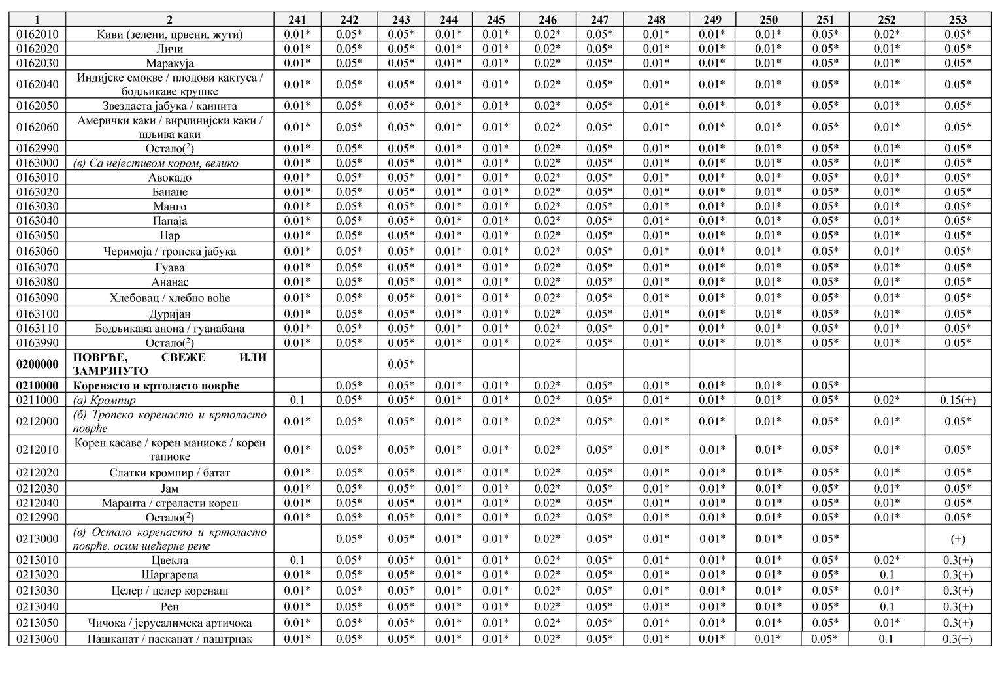 1 2 241 242 243 244 245 246 247 248 249 250 251 252 253
0162010 Киви (зелени, црвени, жути) 0.01* 0.05* 0.05* 0.01* 0.01* 0.02* 0.05* 0.01* 0.01* 0.01* 0.05* 0.02* 0.05*
0162020 Личи 0.01* 0.05* 0.05* 0.01* 0.01* 0.02* 0.05* 0.01* 0.01* 0.01* 0.05* 0.01* 0.05*
0162030 Маракуја 0.01* 0.05* 0.05* 0.01* 0.01* 0.02* 0.05* 0.01* 0.01* 0.01* 0.05* 0.01* 0.05*
0162040 Индијске смокве / плодови кактуса /
бодљикаве крушке 0.01* 0.05* 0.05* 0.01* 0.01* 0.02* 0.05* 0.01* 0.01* 0.01* 0.05* 0.01* 0.05*
0162050 Звездаста јабука / каинита 0.01* 0.05* 0.05* 0.01* 0.01* 0.02* 0.05* 0.01* 0.01* 0.01* 0.05* 0.01* 0.05*
0162060 Амерички каки / вирџинијски каки /
шљива каки 0.01* 0.05* 0.05* 0.01* 0.01* 0.02* 0.05* 0.01* 0.01* 0.01* 0.05* 0.01* 0.05*
0162990 Остало(2) 0.01* 0.05* 0.05* 0.01* 0.01* 0.02* 0.05* 0.01* 0.01* 0.01* 0.05* 0.01* 0.05*
0163000 (в) Са нејестивом кором, велико 0.01* 0.05* 0.05* 0.01* 0.01* 0.02* 0.05* 0.01* 0.01* 0.01* 0.05* 0.01* 0.05*
0163010 Авокадо 0.01* 0.05* 0.05* 0.01* 0.01* 0.02* 0.05* 0.01* 0.01* 0.01* 0.05* 0.01* 0.05*
0163020 Банане 0.01* 0.05* 0.05* 0.01* 0.01* 0.02* 0.05* 0.01* 0.01* 0.01* 0.05* 0.01* 0.05*
0163030 Манго 0.01* 0.05* 0.05* 0.01* 0.01* 0.02* 0.05* 0.01* 0.01* 0.01* 0.05* 0.01* 0.05*
0163040 Папаја 0.01* 0.05* 0.05* 0.01* 0.01* 0.02* 0.05* 0.01* 0.01* 0.01* 0.05* 0.01* 0.05*
0163050 Нар 0.01* 0.05* 0.05* 0.01* 0.01* 0.02* 0.05* 0.01* 0.01* 0.01* 0.05* 0.01* 0.05*
0163060 Черимоја / тропска јабука 0.01* 0.05* 0.05* 0.01* 0.01* 0.02* 0.05* 0.01* 0.01* 0.01* 0.05* 0.01* 0.05*
0163070 Гуава 0.01* 0.05* 0.05* 0.01* 0.01* 0.02* 0.05* 0.01* 0.01* 0.01* 0.05* 0.01* 0.05*
0163080 Ананас 0.01* 0.05* 0.05* 0.01* 0.01* 0.02* 0.05* 0.01* 0.01* 0.01* 0.05* 0.01* 0.05*
0163090 Хлебовац / хлебно воће 0.01* 0.05* 0.05* 0.01* 0.01* 0.02* 0.05* 0.01* 0.01* 0.01* 0.05* 0.01* 0.05*
0163100 Дуријан 0.01* 0.05* 0.05* 0.01* 0.01* 0.02* 0.05* 0.01* 0.01* 0.01* 0.05* 0.01* 0.05*
0163110 Бодљикава анона / гуанабана 0.01* 0.05* 0.05* 0.01* 0.01* 0.02* 0.05* 0.01* 0.01* 0.01* 0.05* 0.01* 0.05*
0163990 Остало(2) 0.01* 0.05* 0.05* 0.01* 0.01* 0.02* 0.05* 0.01* 0.01* 0.01* 0.05* 0.01* 0.05*
0200000 ПОВРЋЕ, СВЕЖЕ ИЛИ
ЗАМРЗНУТО 0.05*
0210000 Коренасто и кртоласто поврће 0.05* 0.05* 0.01* 0.01* 0.02* 0.05* 0.01* 0.01* 0.01* 0.05*
0211000 (а) Кромпир 0.1 0.05* 0.05* 0.01* 0.01* 0.02* 0.05* 0.01* 0.01* 0.01* 0.05* 0.02* 0.15(+)
0212000 (б) Тропско коренасто и кртоласто
поврће 0.01* 0.05* 0.05* 0.01* 0.01* 0.02* 0.05* 0.01* 0.01* 0.01* 0.05* 0.01* 0.05*
0212010 Корен касаве / корен маниоке / корен
тапиоке 0.01* 0.05* 0.05* 0.01* 0.01* 0.02* 0.05* 0.01* 0.01* 0.01* 0.05* 0.01* 0.05*
0212020 Слатки кромпир / батат 0.01* 0.05* 0.05* 0.01* 0.01* 0.02* 0.05* 0.01* 0.01* 0.01* 0.05* 0.01* 0.05*
0212030 Јам 0.01* 0.05* 0.05* 0.01* 0.01* 0.02* 0.05* 0.01* 0.01* 0.01* 0.05* 0.01* 0.05*
0212040 Маранта / стреласти корен 0.01* 0.05* 0.05* 0.01* 0.01* 0.02* 0.05* 0.01* 0.01* 0.01* 0.05* 0.01* 0.05*
0212990 Остало(2) 0.01* 0.05* 0.05* 0.01* 0.01* 0.02* 0.05* 0.01* 0.01* 0.01* 0.05* 0.01* 0.05*
0213000 (в) Остало коренасто и кртоласто
поврће, осим шећерне репе 0.05* 0.05* 0.01* 0.01* 0.02* 0.05* 0.01* 0.01* 0.01* 0.05* (+)
0213010 Цвекла 0.1 0.05* 0.05* 0.01* 0.01* 0.02* 0.05* 0.01* 0.01* 0.01* 0.05* 0.02* 0.3(+)
0213020 Шаргарепа 0.01* 0.05* 0.05* 0.01* 0.01* 0.02* 0.05* 0.01* 0.01* 0.01* 0.05* 0.1 0.3(+)
0213030 Целер / целер коренаш 0.01* 0.05* 0.05* 0.01* 0.01* 0.02* 0.05* 0.01* 0.01* 0.01* 0.05* 0.01* 0.3(+)
0213040 Рен 0.01* 0.05* 0.05* 0.01* 0.01* 0.02* 0.05* 0.01* 0.01* 0.01* 0.05* 0.1 0.3(+)
0213050 Чичока / јерусалимска артичока 0.01* 0.05* 0.05* 0.01* 0.01* 0.02* 0.05* 0.01* 0.01* 0.01* 0.05* 0.01* 0.3(+)
0213060 Пашканат / пасканат / паштрнак 0.01* 0.05* 0.05* 0.01* 0.01* 0.02* 0.05* 0.01* 0.01* 0.01* 0.05* 0.1 0.3(+)